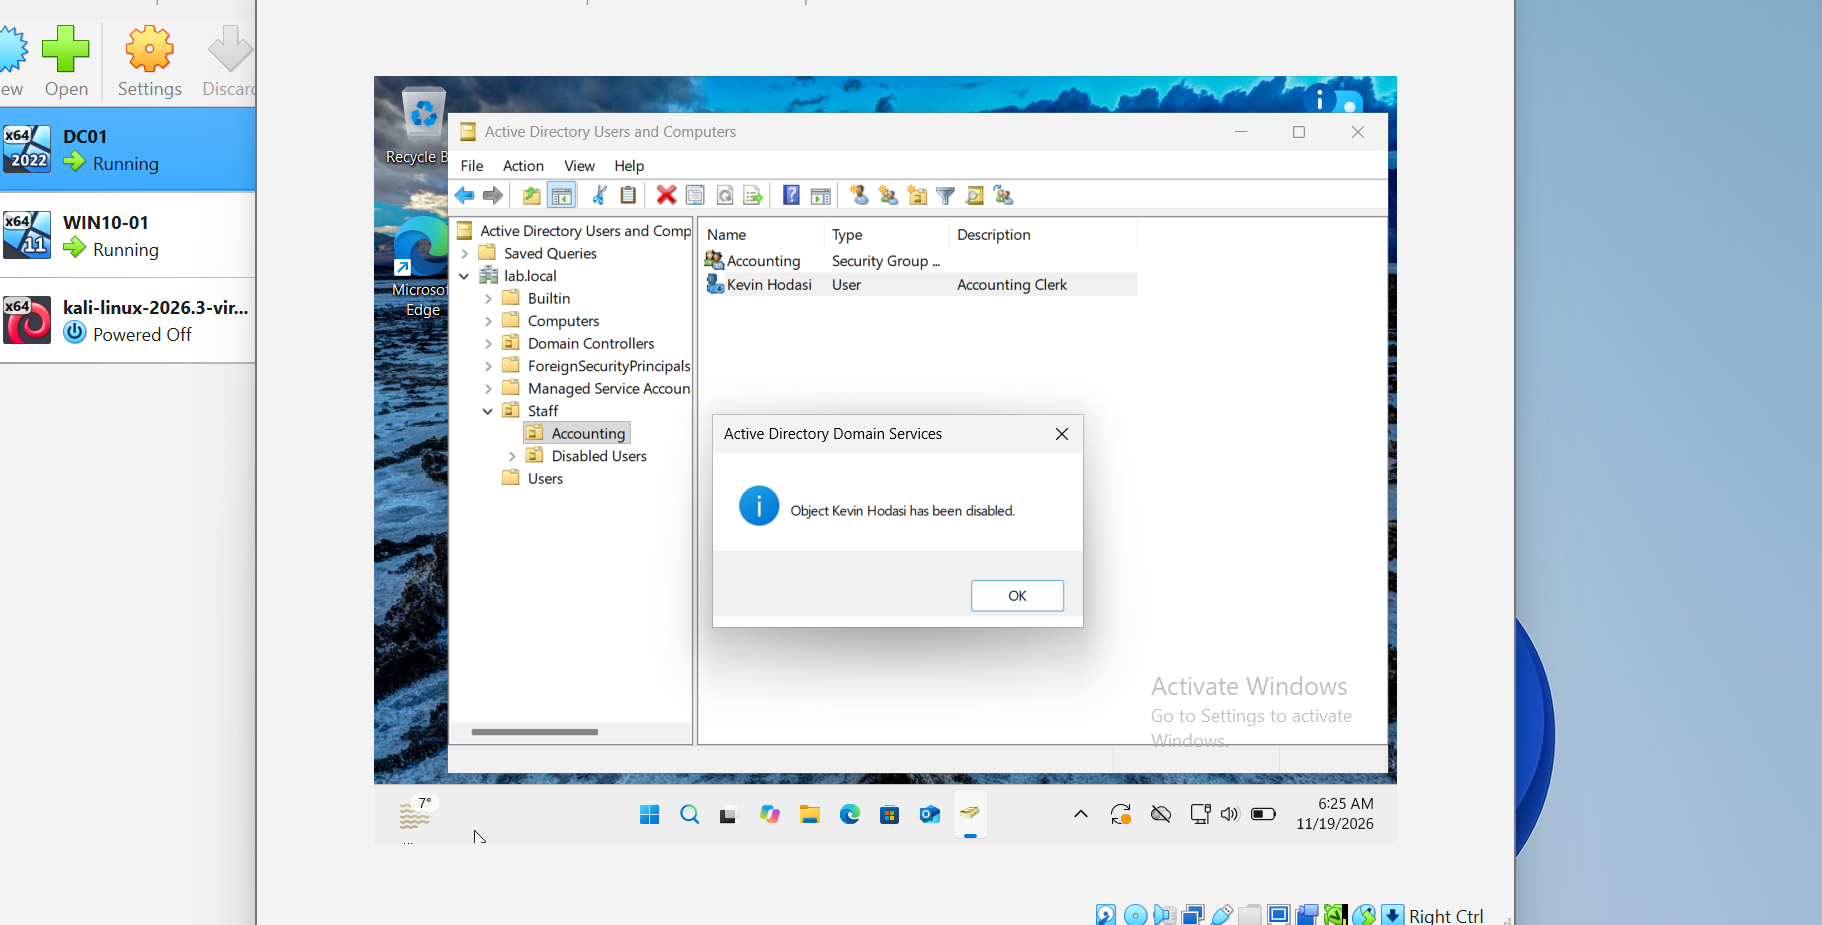 ew
Open
Settings
Discard
x64
2022
DC01
Running
x64
11
WIN10-01
Running
x64
kali-linux-2026.3-vir...
Powered Off
Recycle B
Microsof
Edge
Active Directory Users and Computers
File Action View Help
Active Directory Users and Comp
Saved Queries
lab.local
Builtin
Computers
Domain Controllers
ForeignSecurityPrincipals
Managed Service Accoun
Staff
Accounting
Disabled Users
Users
Name Type Description
Accounting Security Group ...
Kevin Hodasi User Accounting Clerk
Active Directory Domain Services
Object Kevin Hodasi has been disabled.
OK
Activate Windows
Go to Settings to activate
Windows.
7°
6:25 AM
11/19/2026
Right Ctrl